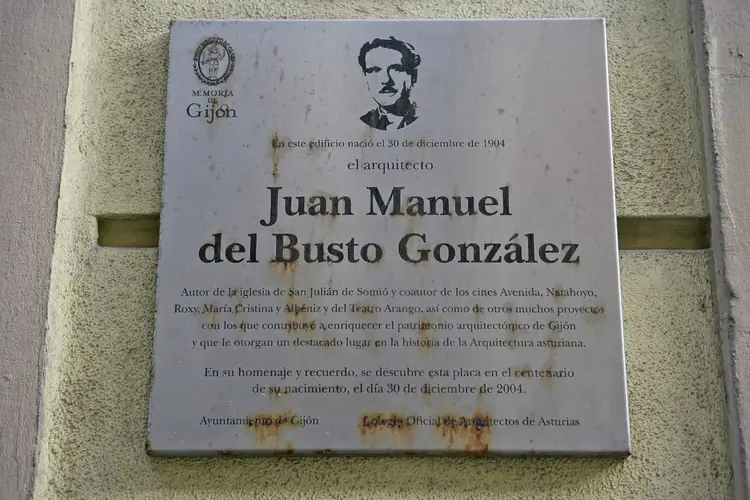 MEMORIA
DE
Gijón
En este edificio nació el 30 de diciembre de 1904
el arquitecto
Juan Manuel
del Busto González
Autor de la iglesia de San Julián de Somió y coautor de los cines Avenida, Natahoyo,
Roxy, María Cristina y Albéniz y del Teatro Arango, así como de otros muchos proyectos
con los que contribuyó a enriquecer el patrimonio arquitectónico de Gijón
y que le otorgan un destacado lugar en la historia de la Arquitectura asturiana.
En su homenaje y recuerdo, se descubre esta placa en el centenario
de su nacimiento, el día 30 de diciembre de 2004.
Ayuntamiento de Gijón Colegio Oficial de Arquitectos de Asturias